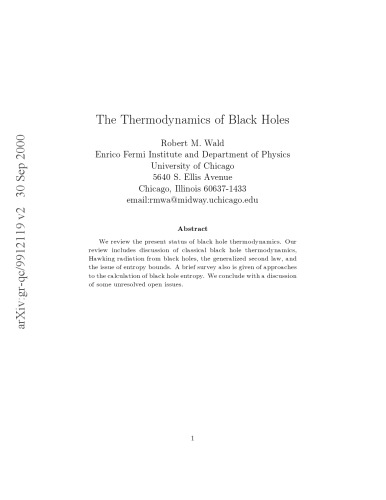 The Thermodynamics of Black Holes
Robert M. Wald
Enrico Fermi Institute and Department of Physics
University of Chicago
5640 S. Ellis Avenue
Chicago, Illinois 60637-1433
email:rmwa@midway.uchicago.edu
Abstract
We review the present status of black hole thermodynamics. Our
review includes discussion of classical black hole thermodynamics,
Hawking radiation from black holes, the generalized second law, and
the issue of entropy bounds. A brief survey also is given of approaches
to the calculation of black hole entropy. We conclude with a discussion
of some unresolved open issues.
arXiv:gr-qc/9912119 v2 30 Sep 2000
1